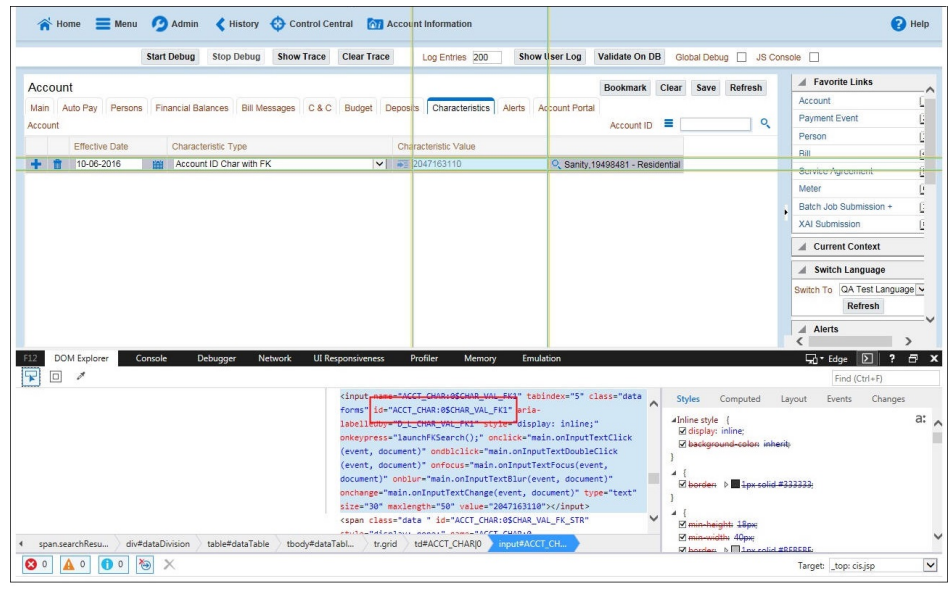 Home Menu Admin History Control Central Account Information Help
Start Debug Stop Debug Show Trace Clear Trace Log Entries 200 Show User Log Validate On DB Global Debug JS Console
Account Bookmark Clear Save Refresh
Main Auto Pay Persons Financial Balances Bill Messages C & C Budget Deposits Characteristics Alerts Account Portal
Account Account ID
Effective Date Characteristic Type Characteristic Value
10-06-2016 Account ID Char with FK 2047163110 Sanity,19498481 - Residential
Favorite Links
Account
Payment Event
Person
Bill
Service Agreement
Meter
Batch Job Submission +
XAI Submission
Current Context
Switch Language
Switch To QA Test Language
Refresh
Alerts
F12 DOM Explorer Console Debugger Network UI Responsiveness Profiler Memory Emulation Edge ?
Find (Ctrl+F)
<input name="ACCT_CHAR:0$CHAR_VAL_FK1" tabindex="5" class="data
forms" id="ACCT_CHAR:0$CHAR_VAL_FK1" aria-
labelledby="D_L_CHAR_VAL_FK1" style="display: inline;"
onkeypress="launchFKSearch();" onclick="main.onInputTextClick
(event, document)" ondblclick="main.onInputTextDoubleClick
(event, document)" onfocus="main.onInputTextFocus(event,
document)" onblur="main.onInputTextBlur(event, document)"
onchange="main.onInputTextChange(event, document)" type="text"
size="30" maxlength="50" value="2047163110"></input>
<span class="data " id="ACCT_CHAR:0$CHAR_VAL_FK_STR"
Styles Computed Layout Events Changes
Inline style {
display: inline;
background-color: inherit;
}
{
border: 1px solid #333333;
}
{
min-height: 18px;
min-width: 40px;
border: 1px solid #BEBEBE;
a:
span.searchResu... div#dataDivision table#dataTable tbody#dataTabl... tr.grid td#ACCT_CHAR|0 input#ACCT_CH...
0 0 0 Target: _top: cis.jsp